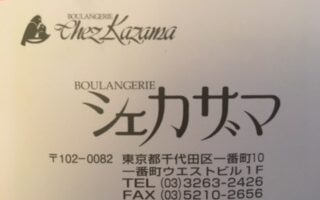 BOULANGERIE
Chez Kazama
BOULANGERIE
シェ カザマ
〒102-0082 東京都千代田区一番町10
一番町ウエストビル1F
TEL (03)3263-2426
FAX (03)5210-2656